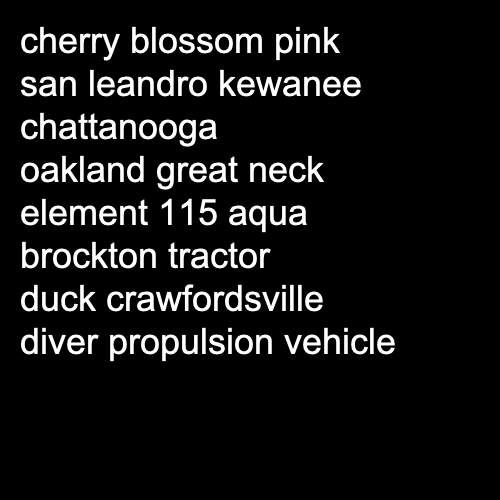 cherry blossom pink
san leandro kewanee
chattanooga
oakland great neck
element 115 aqua
brockton tractor
duck crawfordsville
diver propulsion vehicle